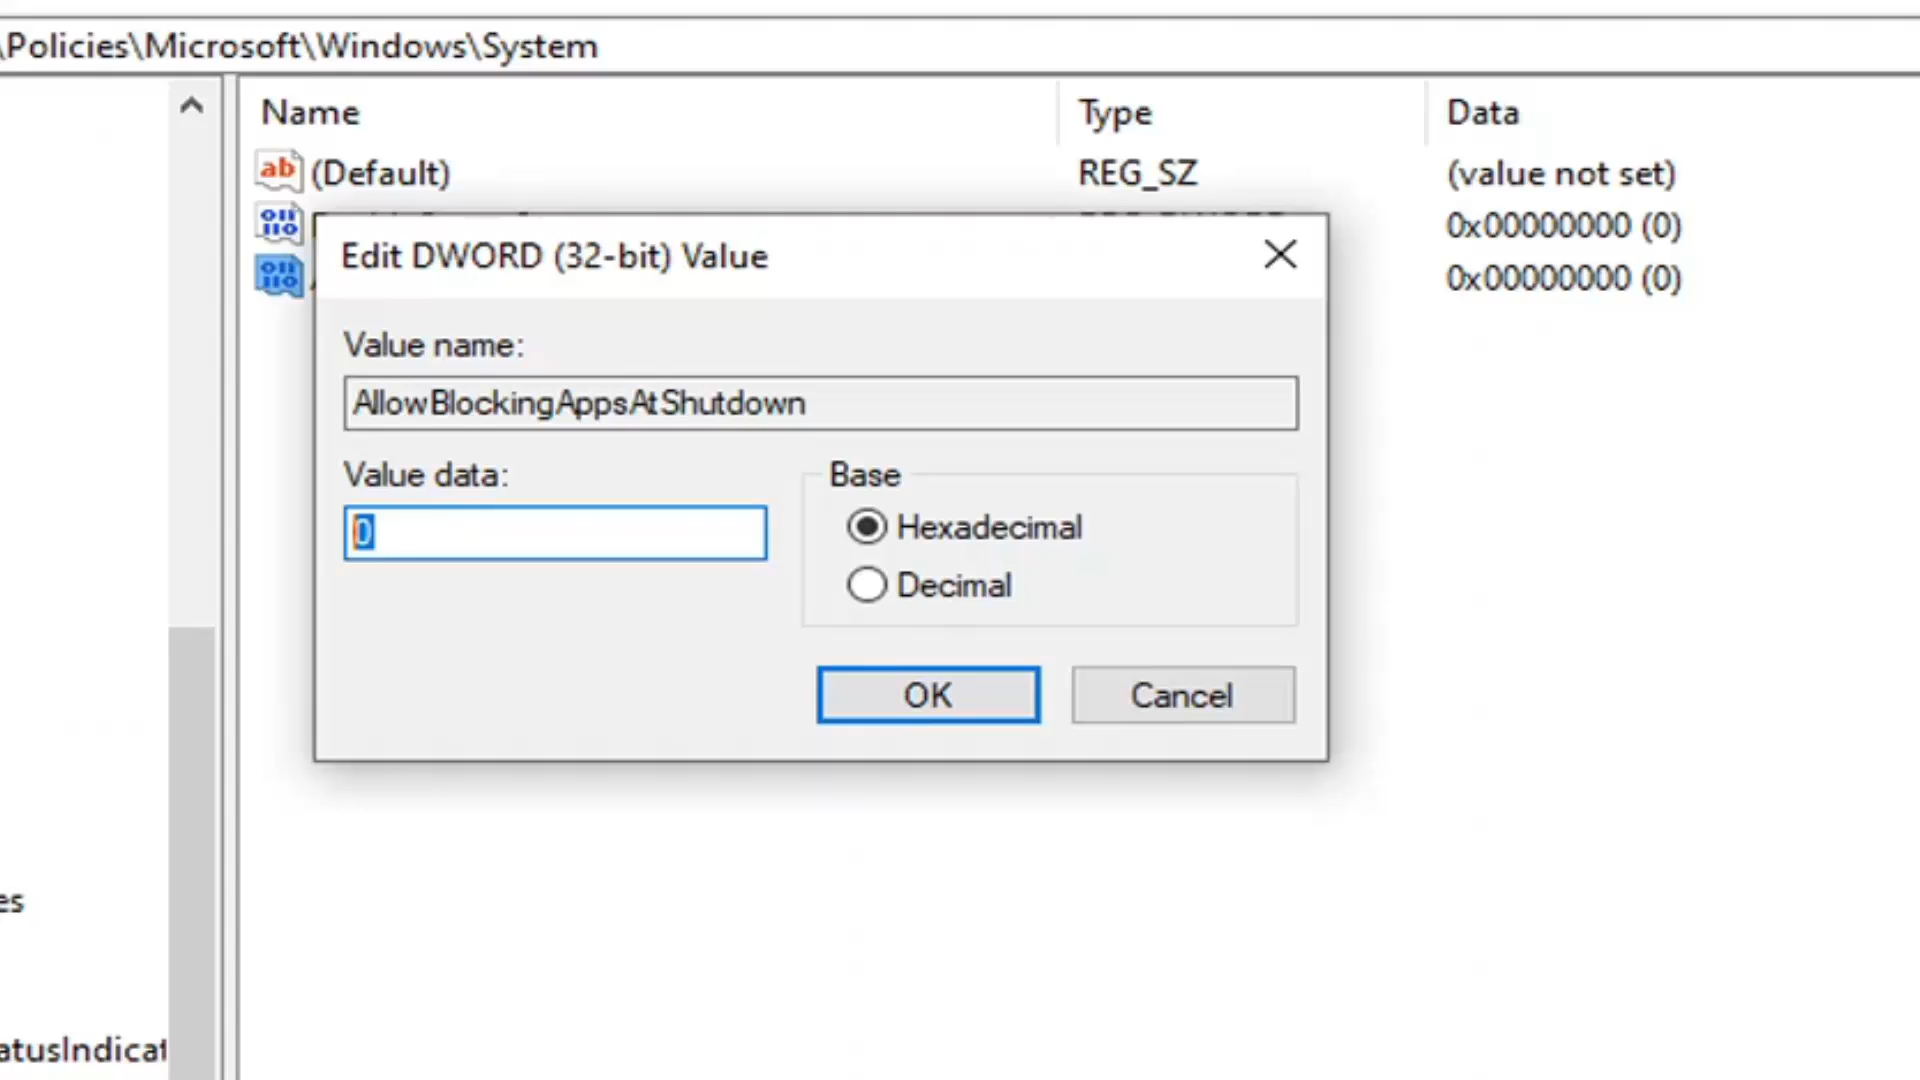 \Policies\Microsoft\Windows\System
Name Type Data
(Default) REG_SZ (value not set)
0x00000000 (0)
0x00000000 (0)
Edit DWORD (32-bit) Value
Value name:
AllowBlockingAppsAtShutdown
Value data:
0
Base
Hexadecimal
Decimal
OK Cancel
es
atusIndicat